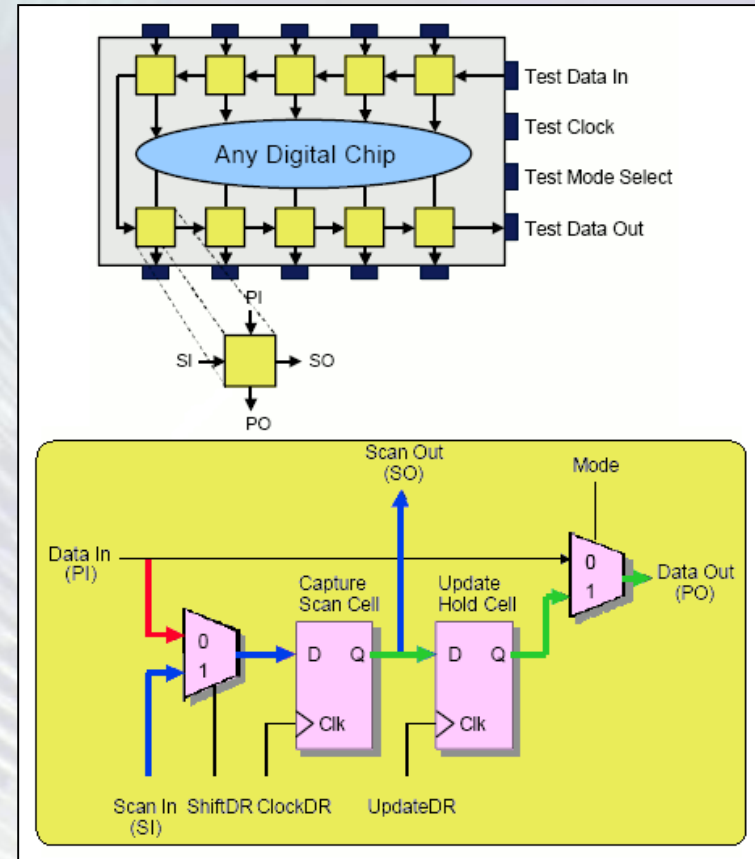 Test Data In
Test Clock
Any Digital Chip
Test Mode Select
Test Data Out
PI
SI
SO
PO
Scan Out
(SO)
Mode
Data In
(PI)
0
1
Data Out
(PO)
Capture
Scan Cell
Update
Hold Cell
0
1
D Q
D Q
Clk
Clk
Scan In
(SI)
ShiftDR ClockDR UpdateDR